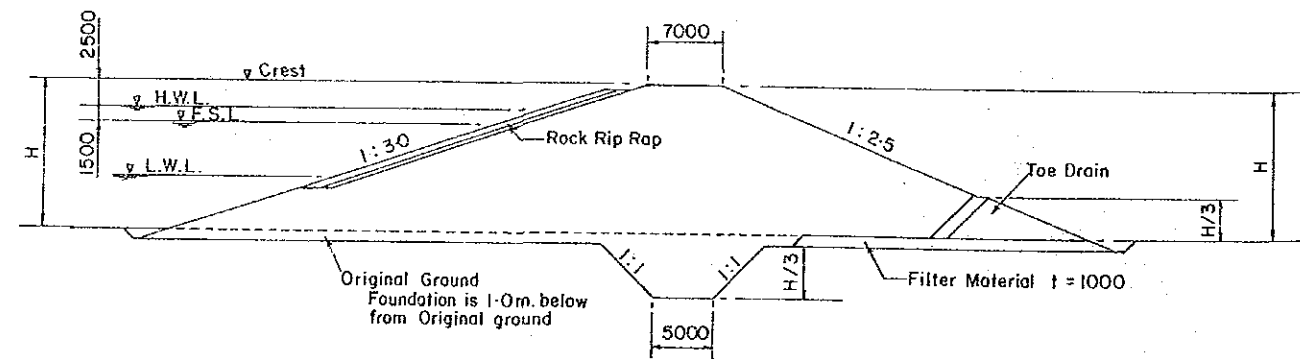 7000
2500
Crest
H.W.L.
F.S.L
Rock Rip Rap
1:3·0
1:2·5
H
1500
L.W.L.
H
Toe Drain
H/3
1:1
1:1
H/3
Original Ground
Foundation is 1·0m. below
from Original ground
Filter Material t = 1000
5000